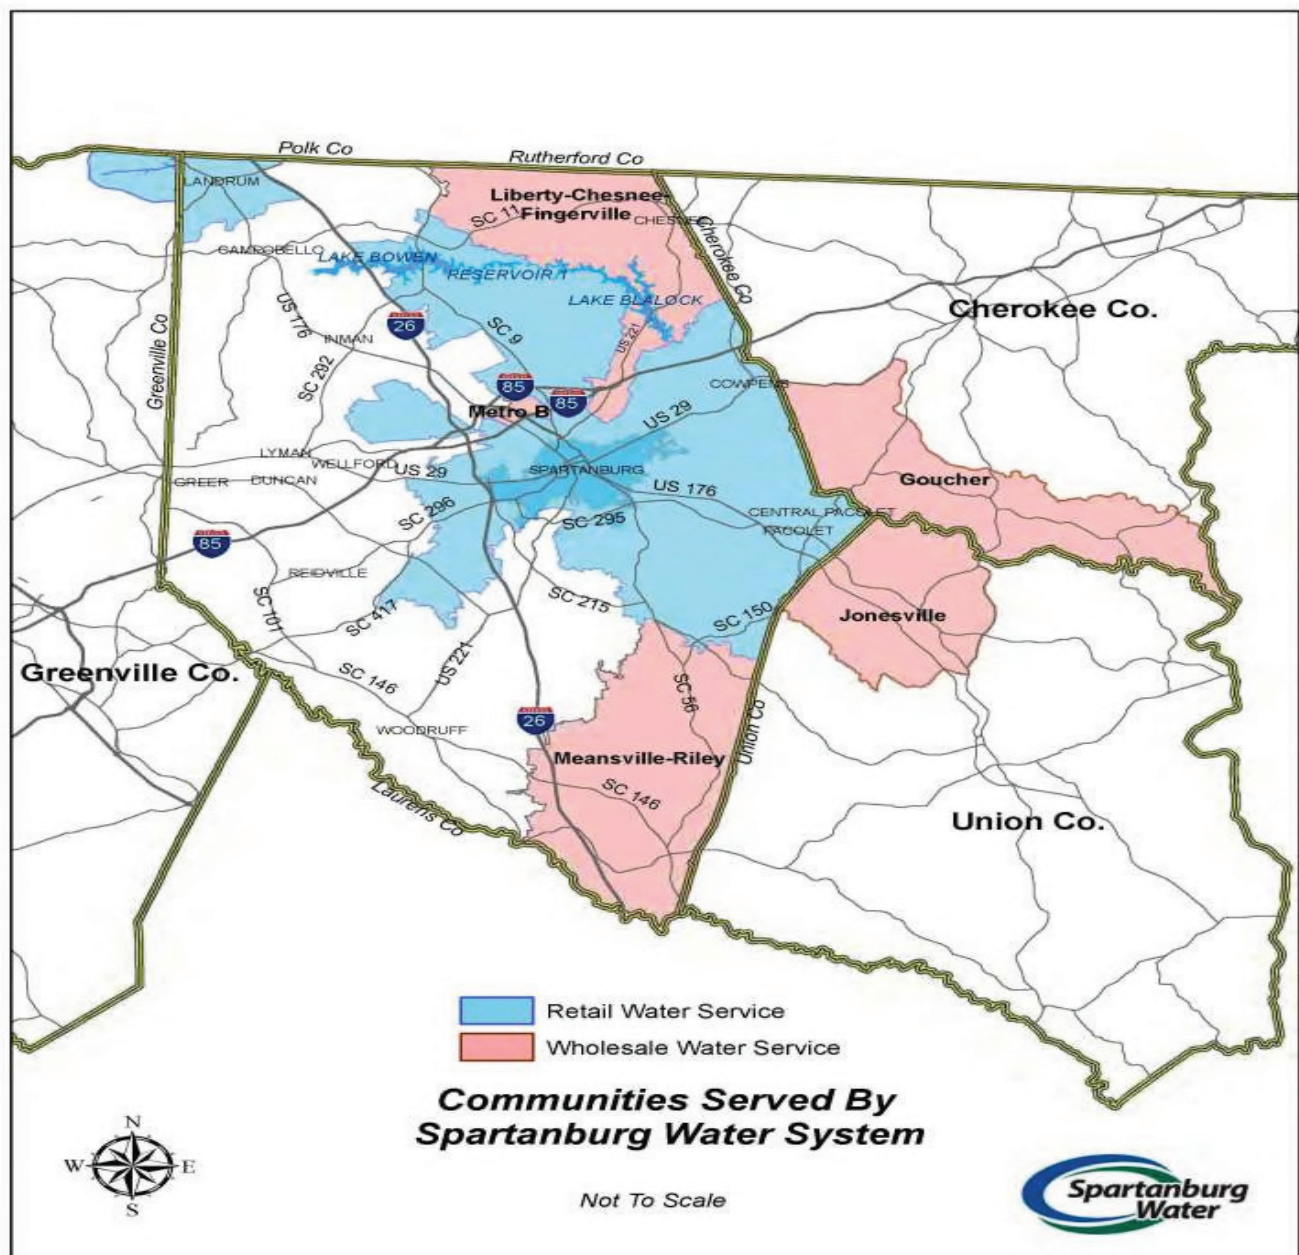 Polk Co
Rutherford Co
LANDRUM
Liberty-Chesnee-
Fingerville
SC 11
CHESNEE
Cherokee Co
CAMPOBELLO
LAKE BOWEN
RESERVOIR 1
LAKE BLALOCK
Cherokee Co.
US 176
26
SC 9
US 221
INMAN
Greenville Co
SC 292
85
85
COWPENS
Metro B
US 29
LYMAN
WELLFORD
US 29
SPARTANBURG
GREER
DUNCAN
US 176
Goucher
SC 296
SC 295
CENTRAL PACOLET
PACOLET
85
REIDVILLE
SC 101
SC 417
SC 215
SC 150
Jonesville
Greenville Co.
SC 146
US 221
SC 56
26
WOODRUFF
Union Co
Meansville-Riley
SC 146
Laurens Co
Union Co.
Retail Water Service
Wholesale Water Service
Communities Served By
Spartanburg Water System
N
W
E
S
Not To Scale
Spartanburg
Water